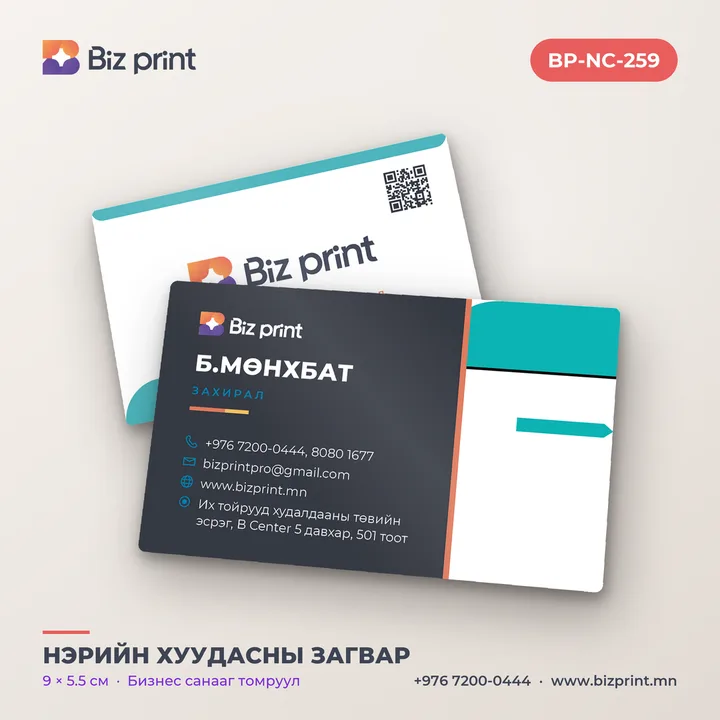 Biz print
BP-NC-259
Biz print
Biz print
Б.МӨНХБАТ
ЗАХИРАЛ
+976 7200-0444, 8080 1677
bizprintpro@gmail.com
www.bizprint.mn
Их тойрууд худалдааны төвийн
эсрэг, B Center 5 давхар, 501 тоот
НЭРИЙН ХУУДАСНЫ ЗАГВАР
9 × 5.5 см · Бизнес санааг томруул
+976 7200-0444 · www.bizprint.mn